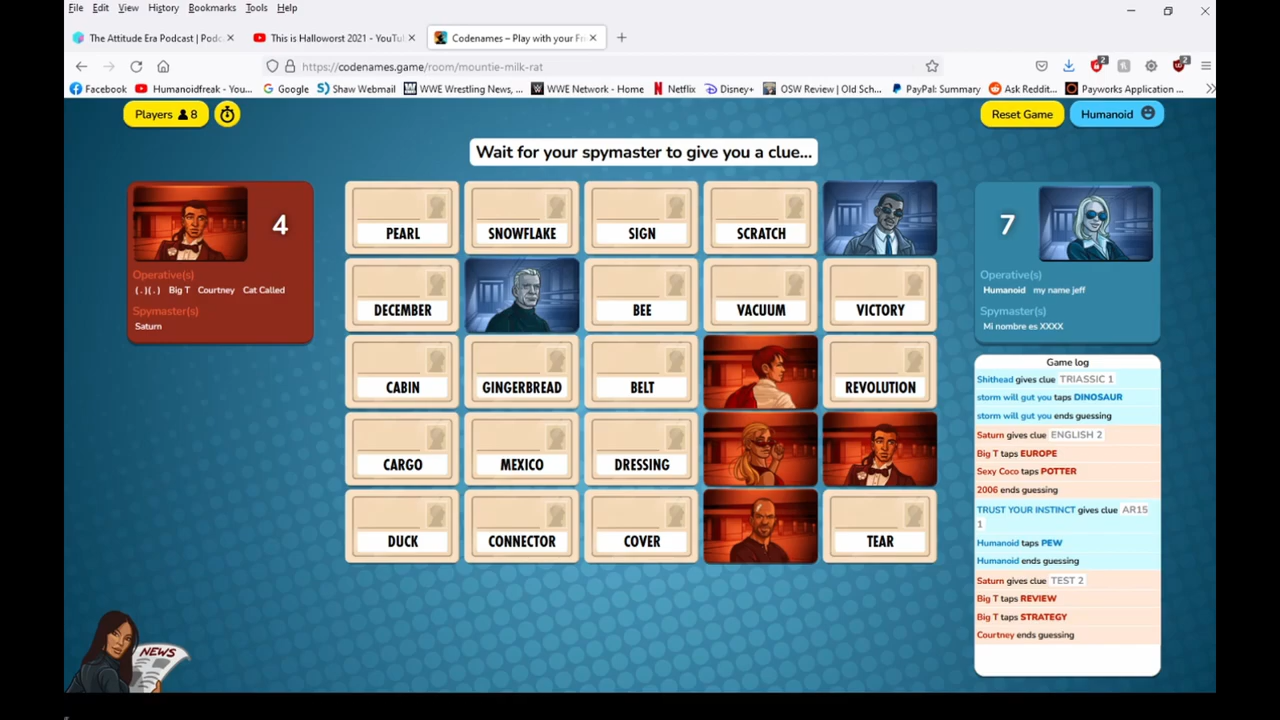 File Edit View History Bookmarks Tools Help
The Attitude Era Podcast | Podc
This is Halloworst 2021 - YouTu
Codenames – Play with your Fr
https://codenames.game/room/mountie-milk-rat
Facebook
Humanoidfreak - You...
Google
Shaw Webmail
WWE Wrestling News, ...
WWE Network - Home
Netflix
Disney+
OSW Review | Old Sch...
PayPal: Summary
Ask Reddit...
Payworks Application ...
Players 8
Reset Game
Humanoid
Wait for your spymaster to give you a clue...
4
Operative(s)
(.)(.) Big T Courtney Cat Called
Spymaster(s)
Saturn
PEARL
SNOWFLAKE
SIGN
SCRATCH
DECEMBER
BEE
VACUUM
VICTORY
CABIN
GINGERBREAD
BELT
REVOLUTION
CARGO
MEXICO
DRESSING
DUCK
CONNECTOR
COVER
TEAR
7
Operative(s)
Humanoid my name jeff
Spymaster(s)
Mi nombre es XXXX
Game log
Shithead gives clue TRIASSIC 1
storm will gut you taps DINOSAUR
storm will gut you ends guessing
Saturn gives clue ENGLISH 2
Big T taps EUROPE
Sexy Coco taps POTTER
2006 ends guessing
TRUST YOUR INSTINCT gives clue AR15
1
Humanoid taps PEW
Humanoid ends guessing
Saturn gives clue TEST 2
Big T taps REVIEW
Big T taps STRATEGY
Courtney ends guessing
NEWS